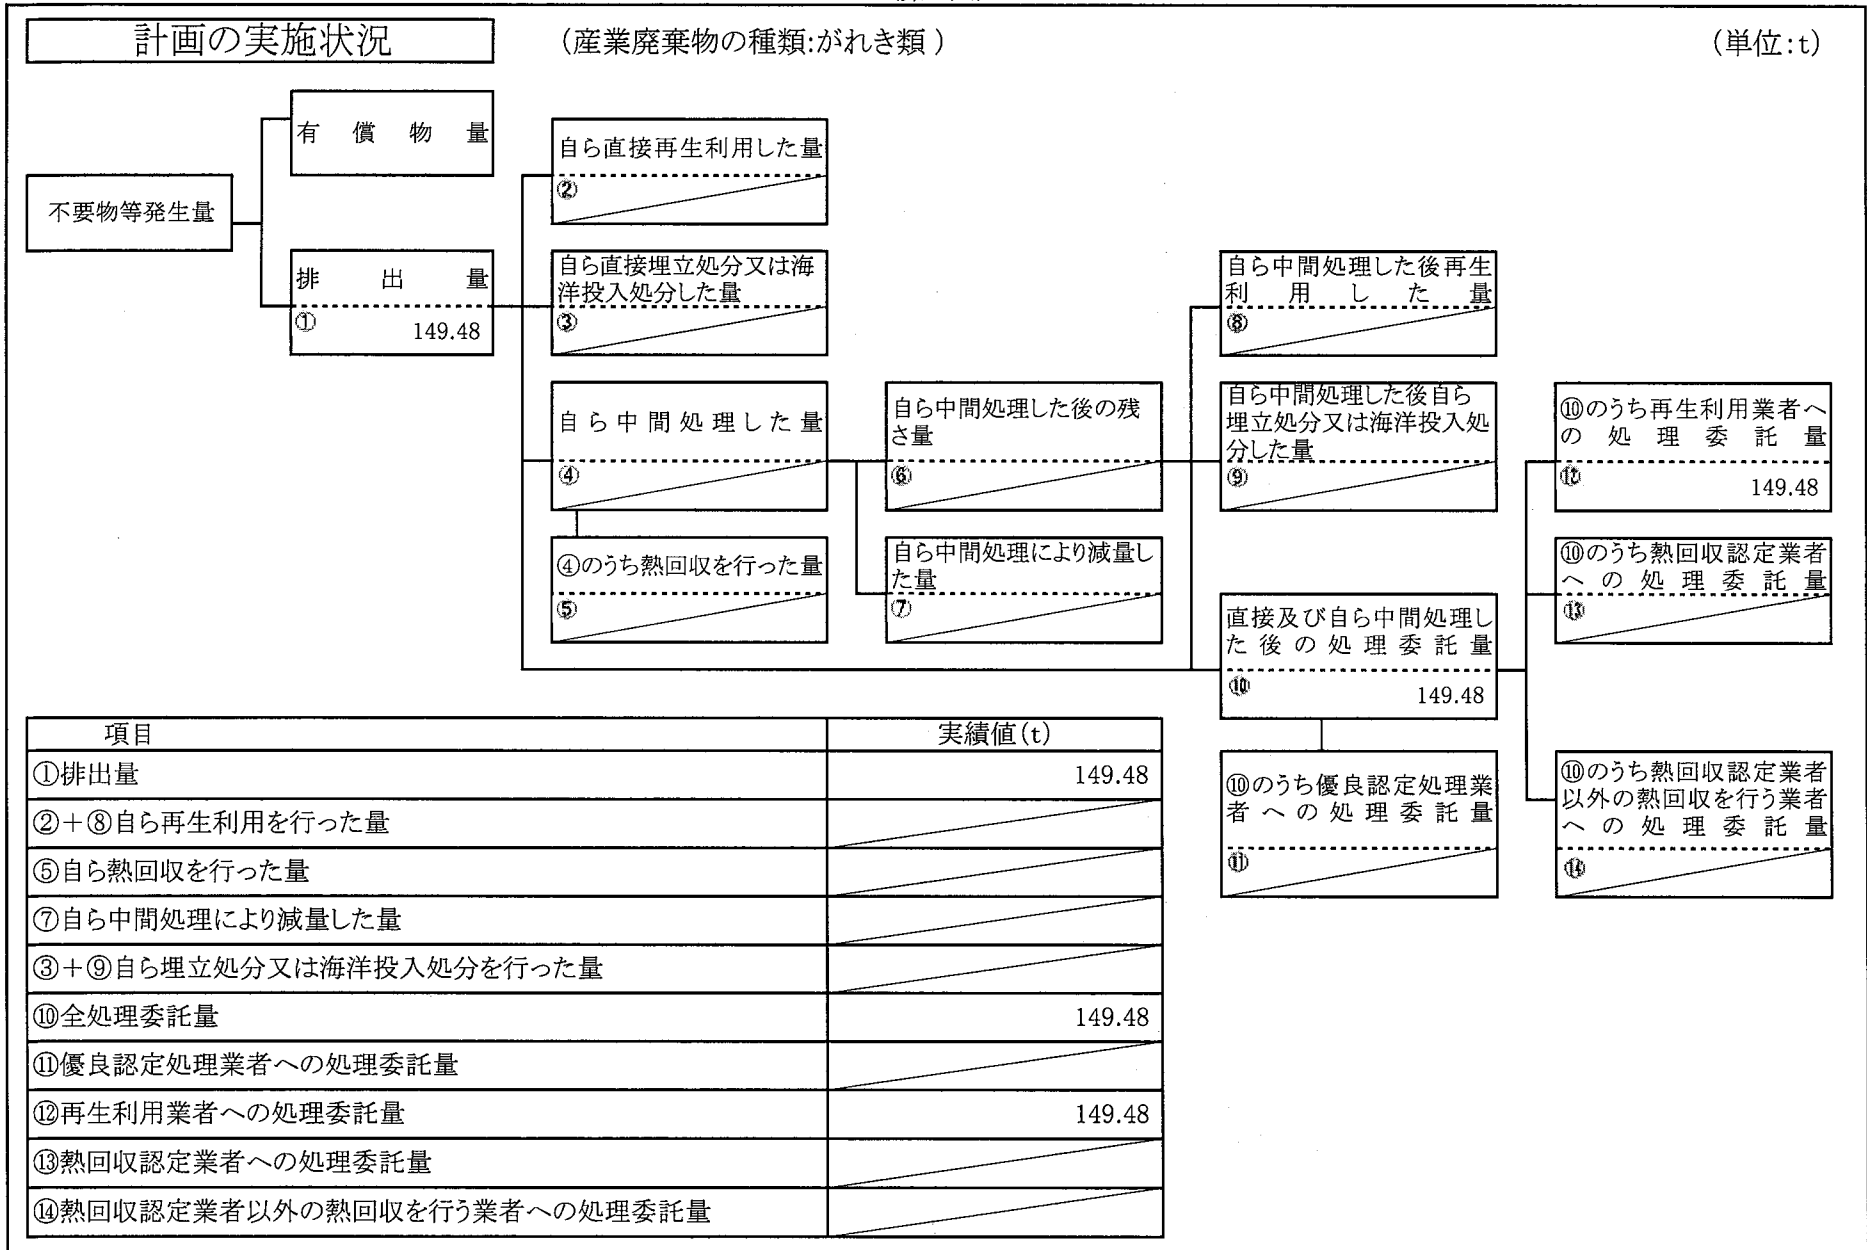 計画の実施状況
（産業廃棄物の種類:がれき類）
（単位:t）
有償物量
不要物等発生量
排出量
①
149.48
自ら直接再生利用した量
②
自ら直接埋立処分又は海
洋投入処分した量
③
自ら中間処理した量
④
④のうち熱回収を行った量
⑤
自ら中間処理した後の残
さ量
⑥
自ら中間処理により減量し
た量
⑦
自ら中間処理した後再生
利用した量
⑧
自ら中間処理した後自ら
埋立処分又は海洋投入処
分した量
⑨
直接及び自ら中間処理し
た後の処理委託量
⑩
149.48
⑩のうち優良認定処理業
者への処理委託量
⑪
⑩のうち再生利用業者へ
の処理委託量
⑫
149.48
⑩のうち熱回収認定業者
への処理委託量
⑬
⑩のうち熱回収認定業者
以外の熱回収を行う業者
への処理委託量
⑭
項目 実績値（t）
①排出量 149.48
②＋⑧自ら再生利用を行った量
⑤自ら熱回収を行った量
⑦自ら中間処理により減量した量
③＋⑨自ら埋立処分又は海洋投入処分を行った量
⑩全処理委託量 149.48
⑪優良認定処理業者への処理委託量
⑫再生利用業者への処理委託量 149.48
⑬熱回収認定業者への処理委託量
⑭熱回収認定業者以外の熱回収を行う業者への処理委託量